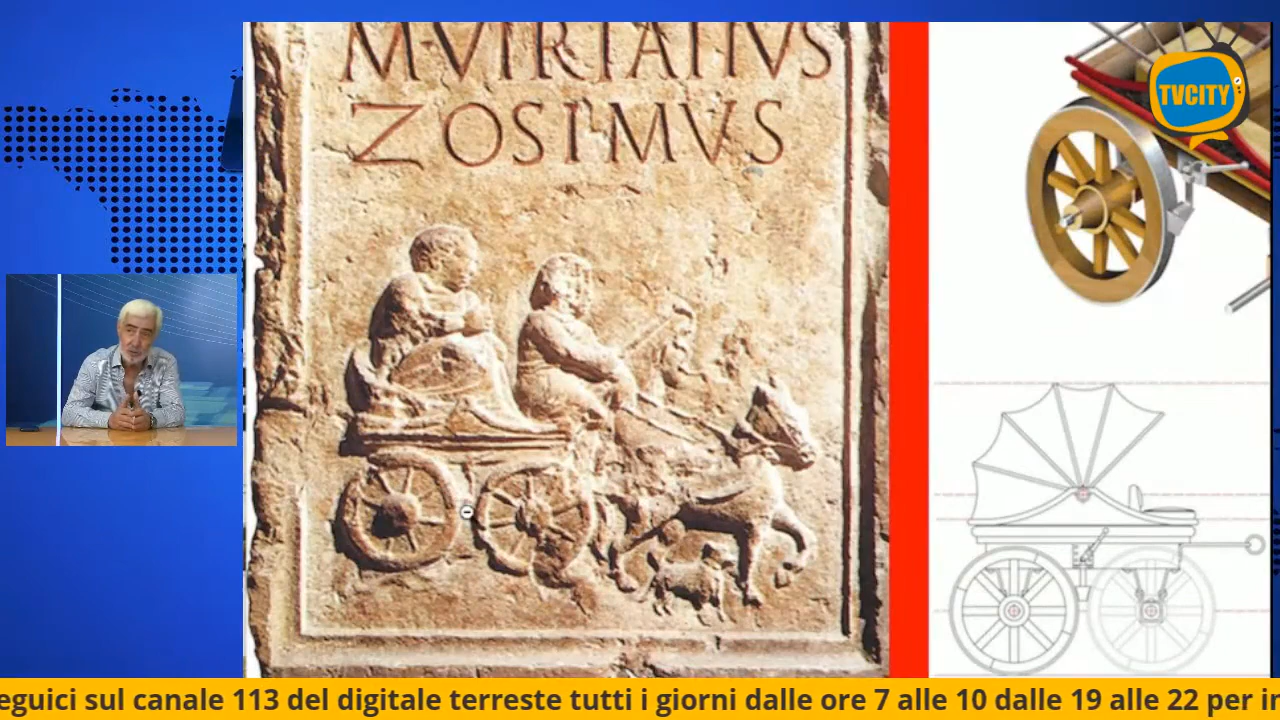 M·VIRTATIVS
ZOSIMVS
TVCITY
eguici sul canale 113 del digitale terreste tutti i giorni dalle ore 7 alle 10 dalle 19 alle 22 per in